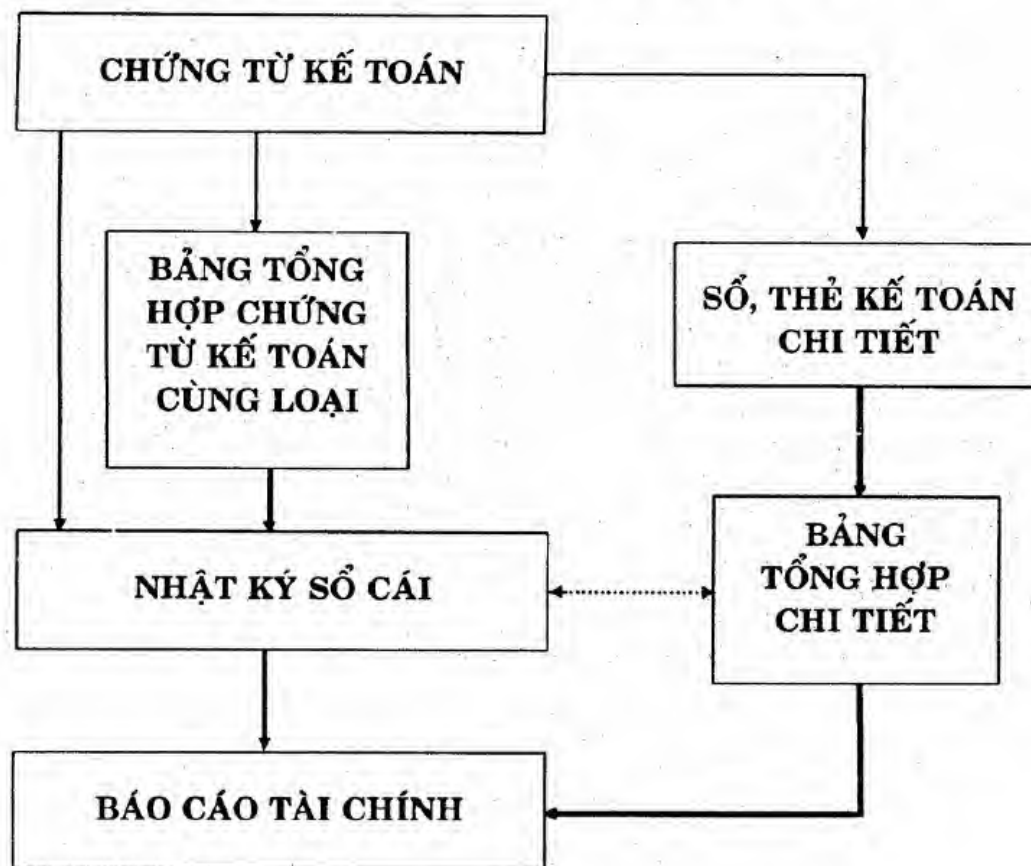 CHỨNG TỪ KẾ TOÁN
BẢNG TỔNG
HỢP CHỨNG
TỪ KẾ TOÁN
CÙNG LOẠI
SỔ, THẺ KẾ TOÁN
CHI TIẾT
NHẬT KÝ SỔ CÁI
BẢNG
TỔNG HỢP
CHI TIẾT
BÁO CÁO TÀI CHÍNH